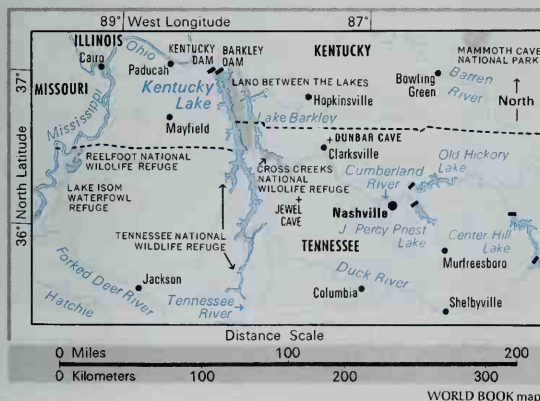 89° West Longitude 87°
ILLINOIS
Ohio
KENTUCKY
DAM
BARKLEY
DAM
KENTUCKY
MAMMOTH CAVE
NATIONAL PARK
Cairo
Paducah
37°
Bowling
Green
Barren
River
North
MISSOURI
Kentucky
Lake
LAND BETWEEN THE LAKES
Hopkinsville
Mississippi
Mayfield
Lake Barkley
DUNBAR CAVE
Clarksville
Old Hickory
Lake
REELFOOT NATIONAL
WILDLIFE REFUGE
CROSS CREEKS
NATIONAL
WILDLIFE REFUGE
Cumberland
River
North Latitude
LAKE ISOM
WATERFOWL
REFUGE
JEWEL
CAVE
Nashville
J Percy Priest
Lake
36°
TENNESSEE NATIONAL
WILDLIFE REFUGE
TENNESSEE
Center Hill
Lake
Murfreesboro
Forked Deer River
Jackson
Duck River
Columbia
Hatchie
Tennessee
River
Shelbyville
Distance Scale
0 Miles 100 200
0 Kilometers 100 200 300
WORLD BOOK map